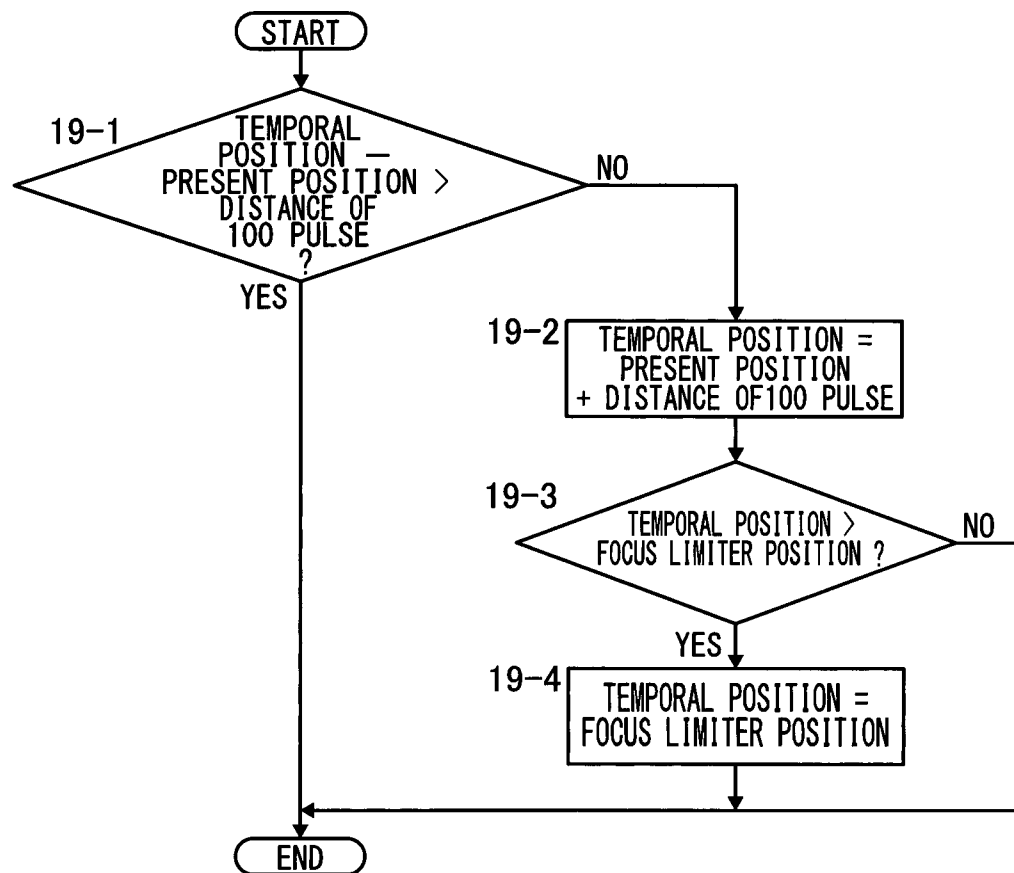 START
19-1
TEMPORAL
POSITION —
PRESENT POSITION >
DISTANCE OF
100 PULSE
?
NO
YES
19-2
TEMPORAL POSITION =
PRESENT POSITION
+ DISTANCE OF100 PULSE
19-3
TEMPORAL POSITION >
FOCUS LIMITER POSITION ?
NO
YES
19-4
TEMPORAL POSITION =
FOCUS LIMITER POSITION
END